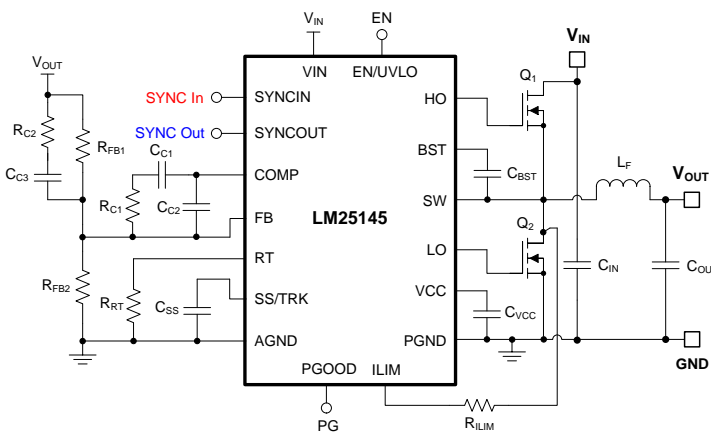 VIN
EN
VIN
VOUT
VIN
EN/UVLO
Q1
SYNC In
SYNCIN
HO
SYNC Out
SYNCOUT
RC2
RFB1
CC1
BST
CC3
COMP
CBST
LF
VOUT
RC1
CC2
SW
FB
LM25145
Q2
RT
LO
CIN
COU
RFB2
RRT
CSS
SS/TRK
VCC
CVCC
AGND
PGND
GND
PGOOD
ILIM
PG
RILIM